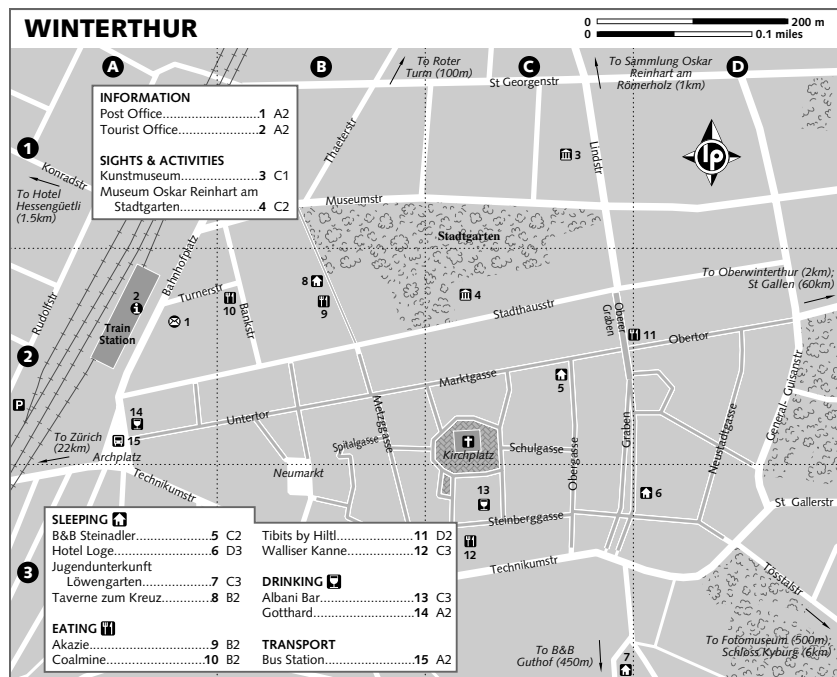 WINTERTHUR
0 200 m
0 0.1 miles
A
B
C
D
To Roter
Turm (100m)
To Sammlung Oskar
Reinhart am
Römerholz (1km)
St Georgenstr
INFORMATION
Post Office 1 A2
Tourist Office 2 A2
SIGHTS & ACTIVITIES
Kunstmuseum 3 C1
Museum Oskar Reinhart am
Stadtgarten 4 C2
1
Konradstr
To Hotel
Hessengüetli
(1.5km)
Thaeterstr
3
Lindstr
lp
Museumstr
Stadtgarten
Bahnhofplatz
To Oberwinterthur (2km);
St Gallen (60km)
Rudolfstr
2
Train
Station
Turnerstr
1
10
Bankstr
8
9
4
Stadthausstr
Oberer
Graben
11
Obertor
2
P
Marktgasse
5
General-Guisanstr
14
15
Untertor
Metzggasse
Spitalgasse
Kirchplatz
Schulgasse
Obergasse
Graben
Neustadtgasse
To Zürich
(22km)
Archplatz
Technikumstr
Neumarkt
13
6
St Gallerstr
Steinberggasse
12
Technikumstr
Tösstalstr
3
SLEEPING
B&B Steinadler 5 C2
Hotel Loge 6 D3
Jugendunterkunft
Löwengarten 7 C3
Taverne zum Kreuz 8 B2
EATING
Akazie 9 B2
Coalmine 10 B2
Tibits by Hiltl 11 D2
Walliser Kanne 12 C3
DRINKING
Albani Bar 13 C3
Gotthard 14 A2
TRANSPORT
Bus Station 15 A2
To B&B
Guthof (450m)
7
To Fotomuseum (500m);
Schloss Kyburg (6km)